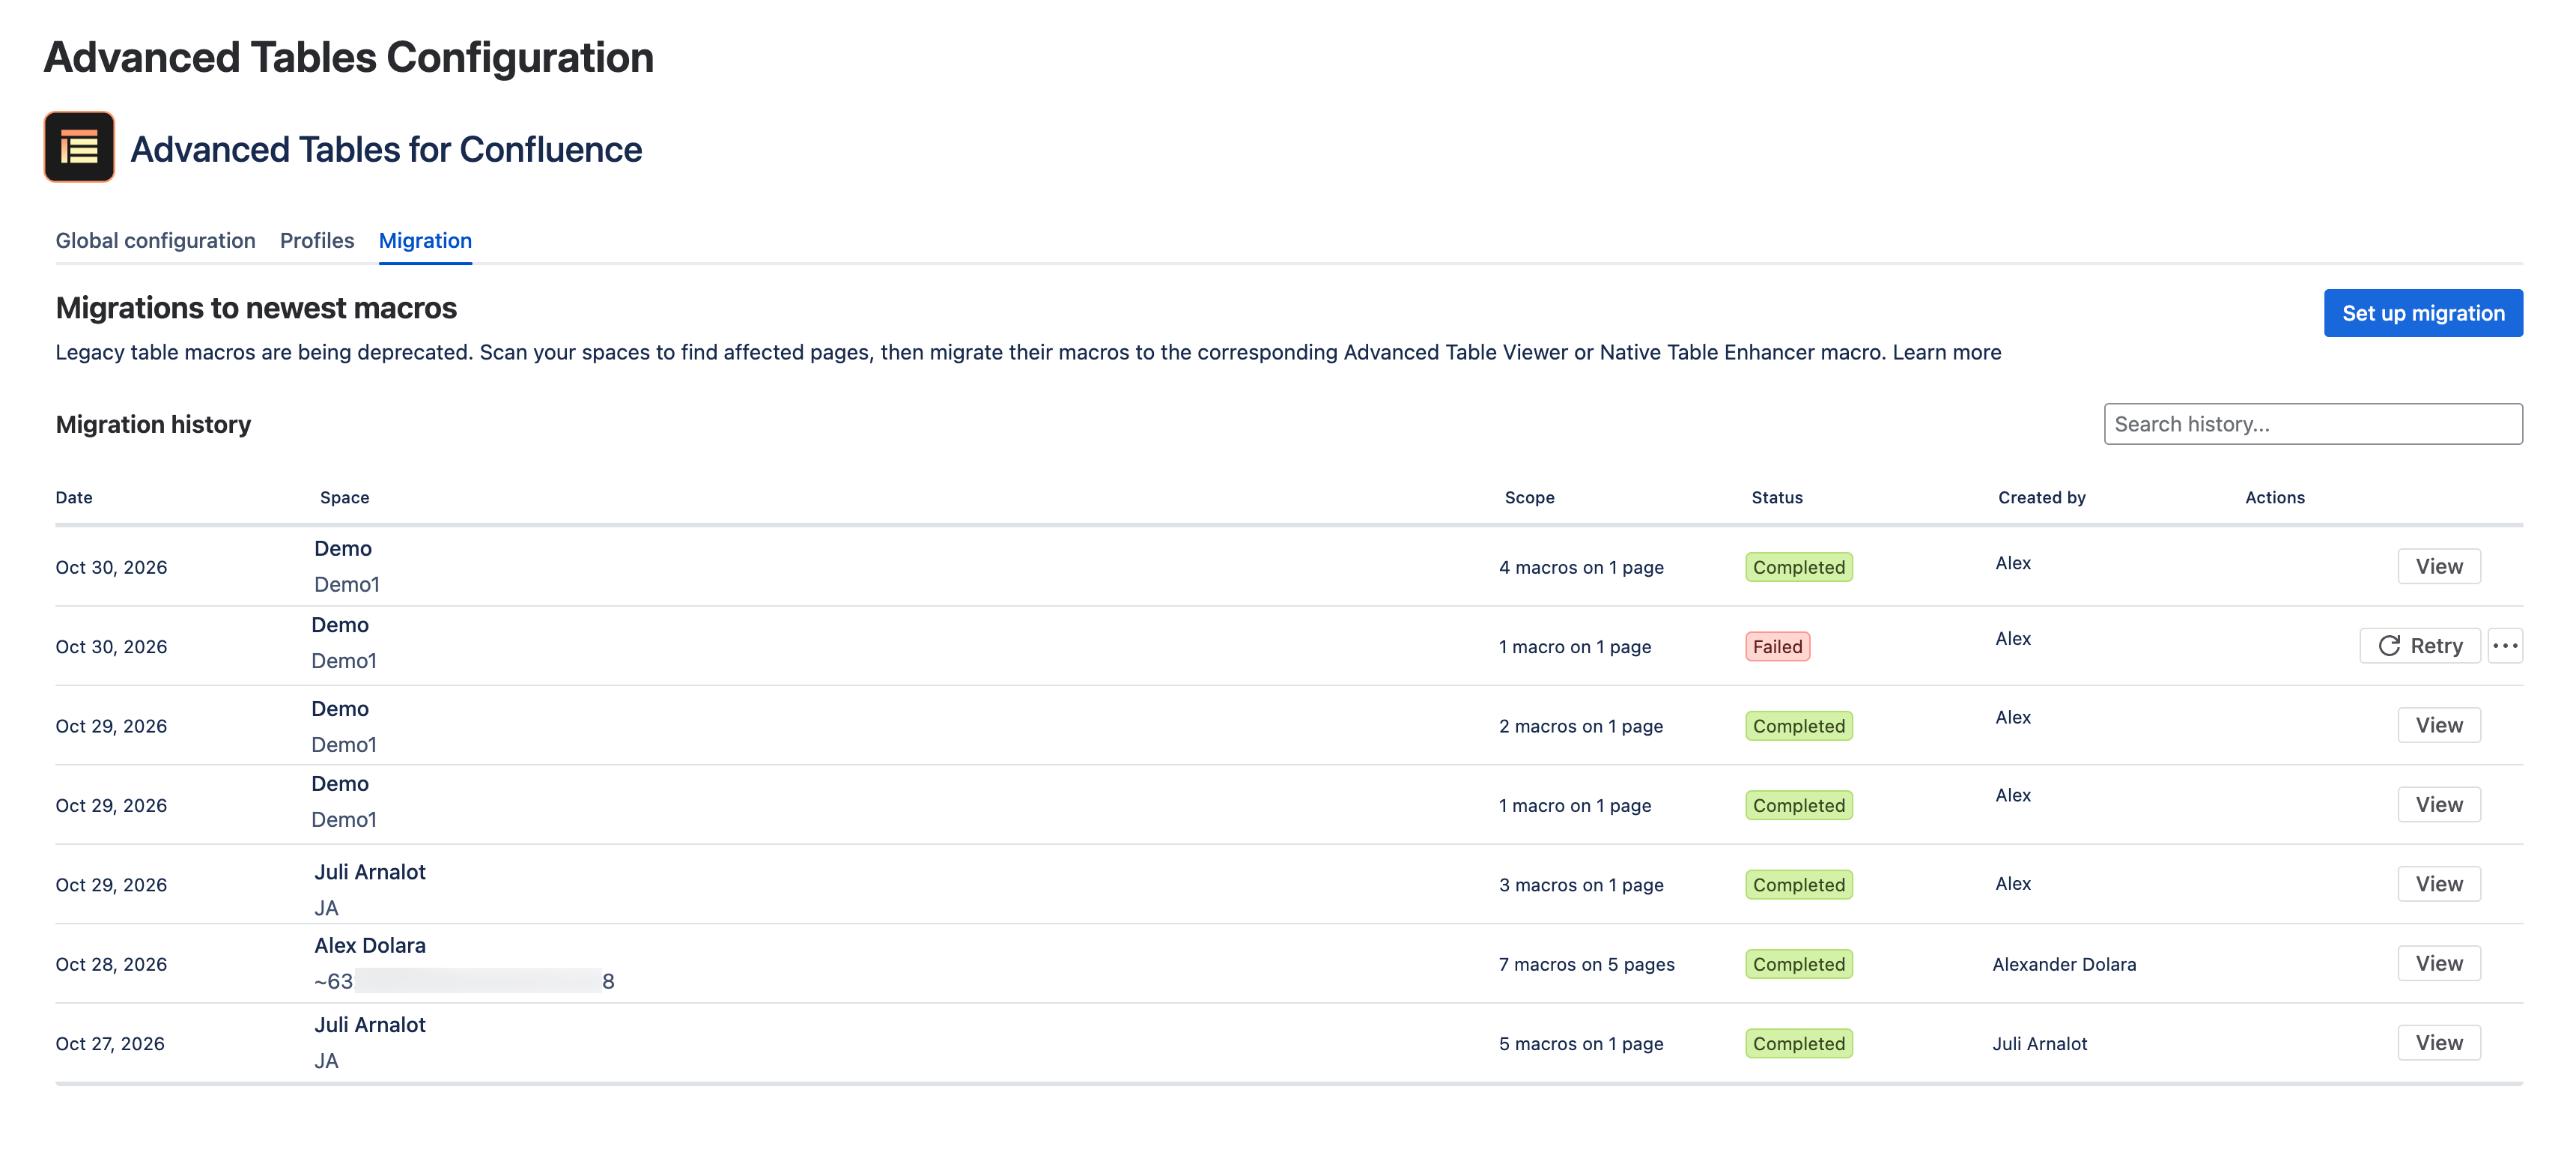 Advanced Tables Configuration
Advanced Tables for Confluence
Global configuration Profiles Migration
Migrations to newest macros
Set up migration
Legacy table macros are being deprecated. Scan your spaces to find affected pages, then migrate their macros to the corresponding Advanced Table Viewer or Native Table Enhancer macro. Learn more
Migration history
Search history...
Date Space Scope Status Created by Actions
Demo
Oct 30, 2026 4 macros on 1 page Completed Alex View
Demo1
Demo
Oct 30, 2026 1 macro on 1 page Failed Alex Retry ...
Demo1
Demo
Oct 29, 2026 2 macros on 1 page Completed Alex View
Demo1
Demo
Oct 29, 2026 1 macro on 1 page Completed Alex View
Demo1
Juli Arnalot
Oct 29, 2026 3 macros on 1 page Completed Alex View
JA
Alex Dolara
Oct 28, 2026 7 macros on 5 pages Completed Alexander Dolara View
~63 8
Juli Arnalot
Oct 27, 2026 5 macros on 1 page Completed Juli Arnalot View
JA